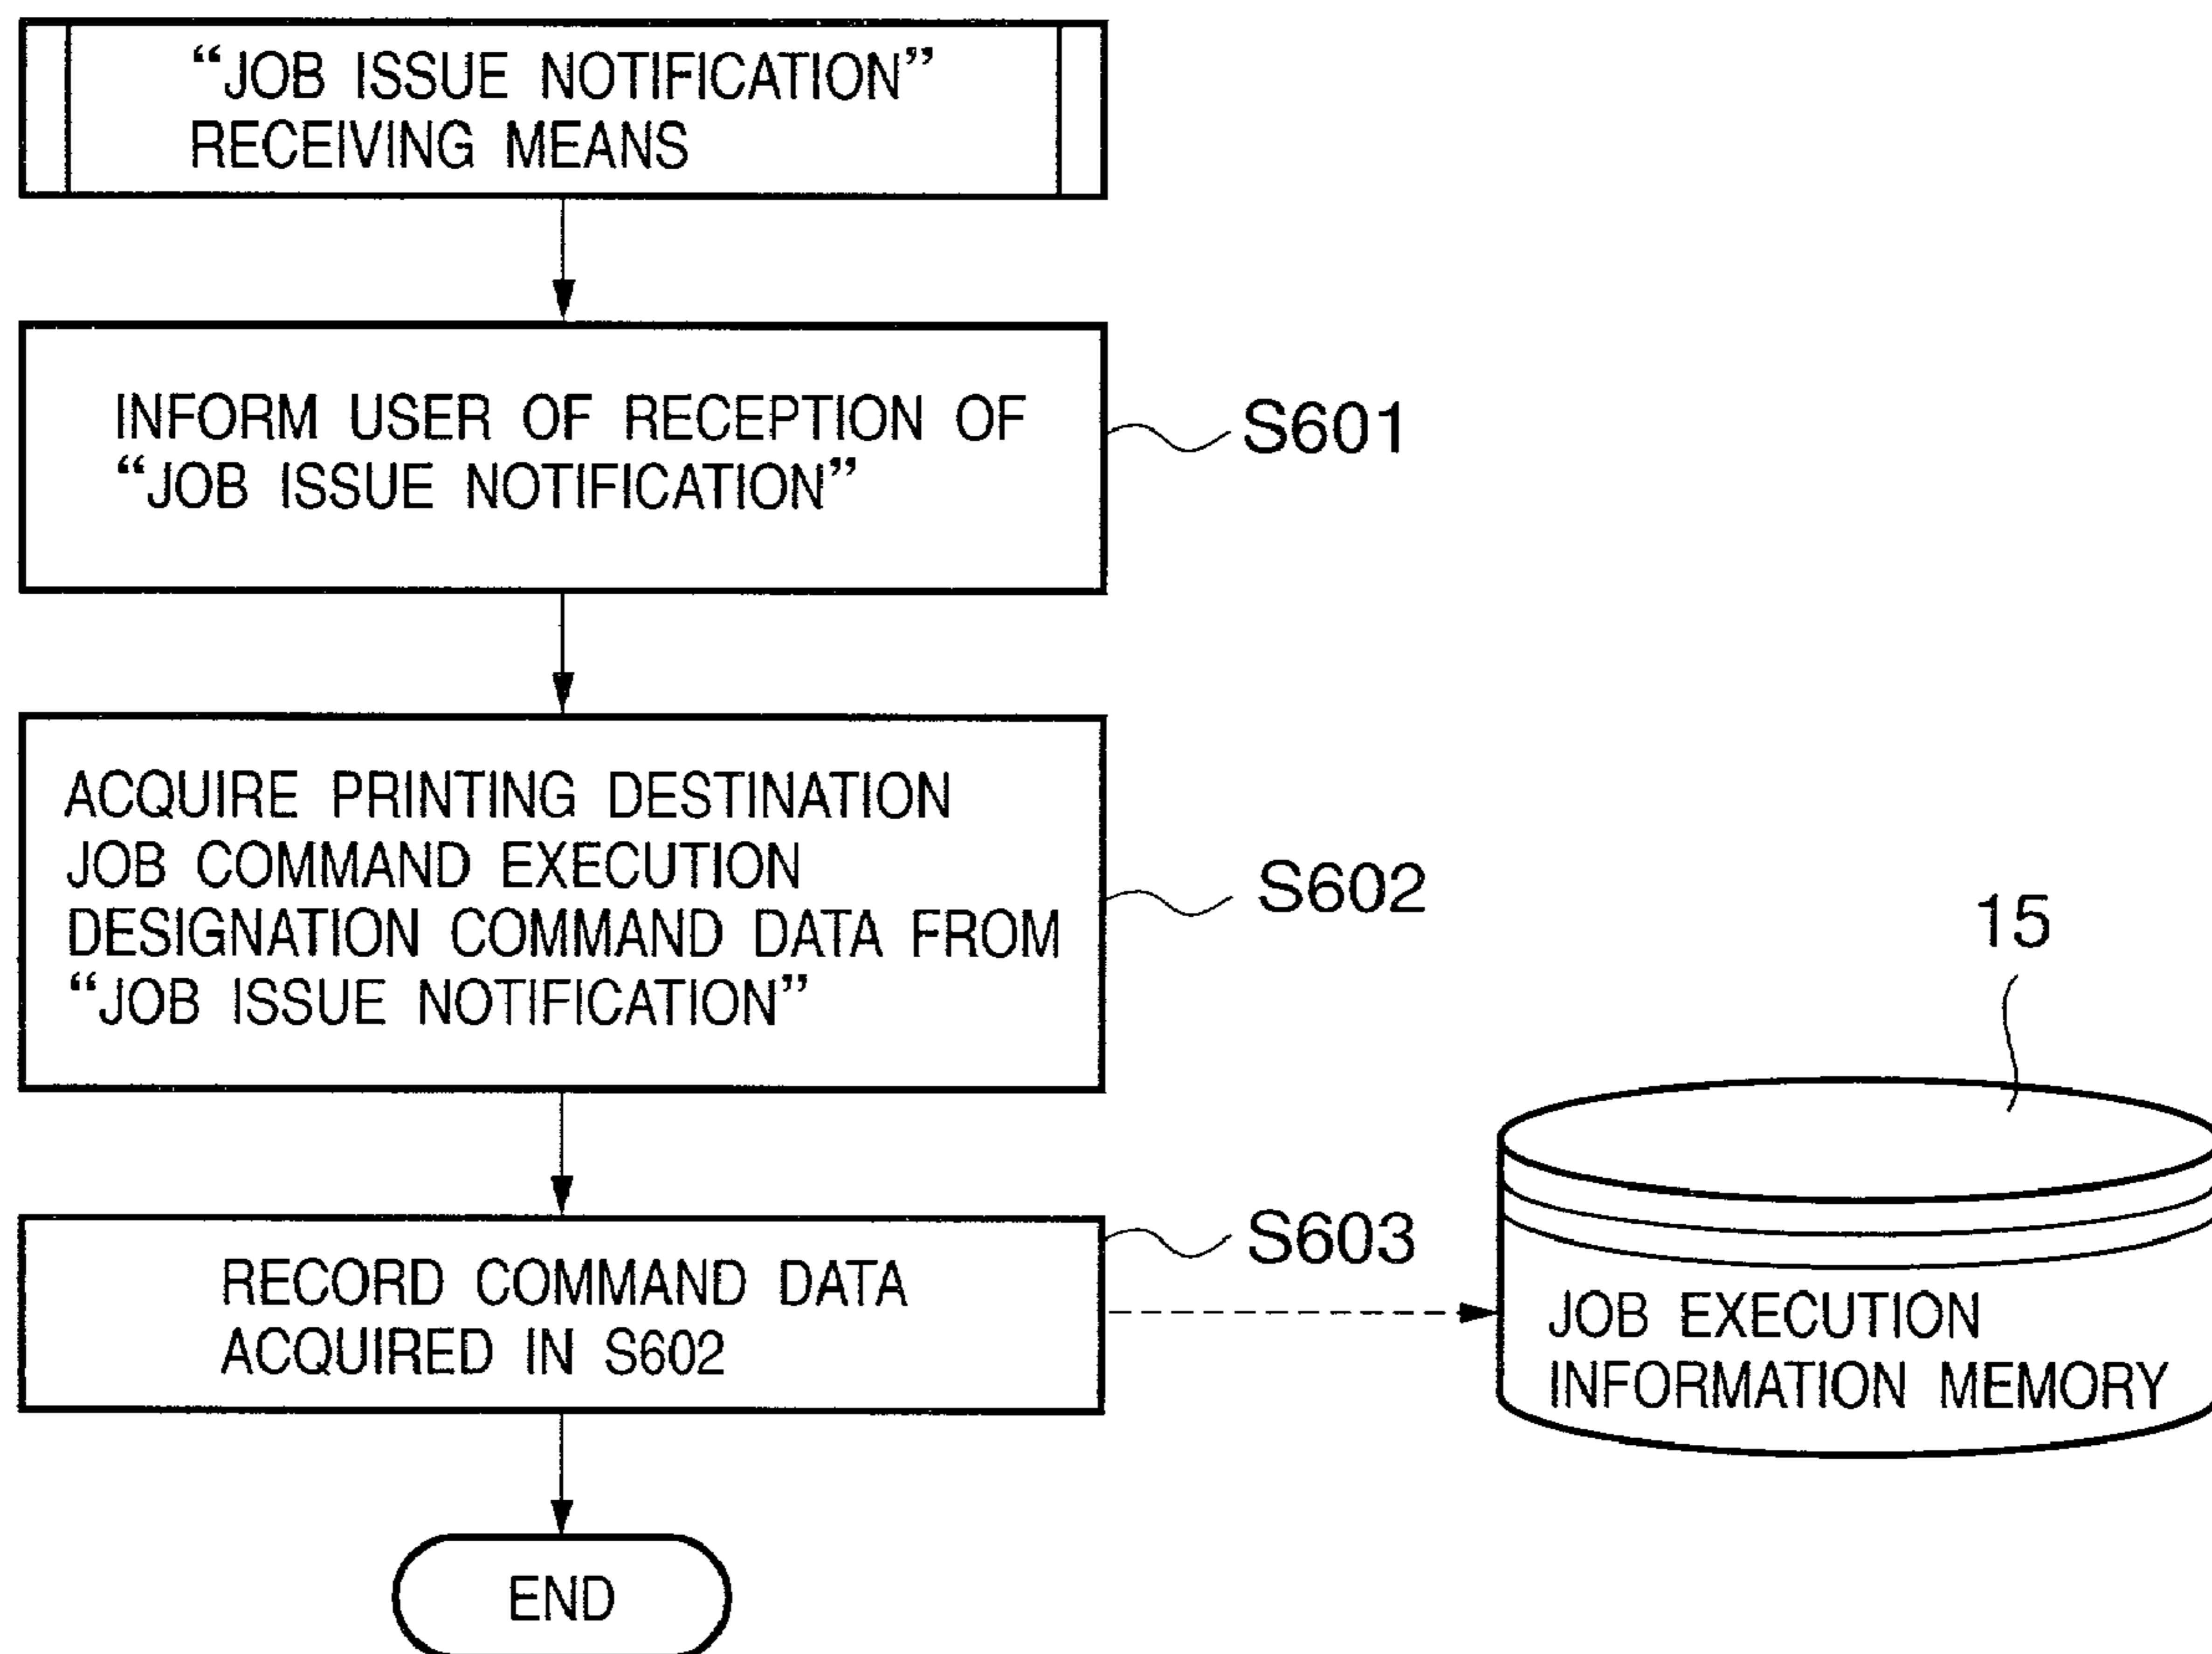 “JOB ISSUE NOTIFICATION”
RECEIVING MEANS
INFORM USER OF RECEPTION OF
“JOB ISSUE NOTIFICATION”
S601
ACQUIRE PRINTING DESTINATION
JOB COMMAND EXECUTION
DESIGNATION COMMAND DATA FROM
“JOB ISSUE NOTIFICATION”
S602
15
RECORD COMMAND DATA
ACQUIRED IN S602
S603
JOB EXECUTION
INFORMATION MEMORY
END